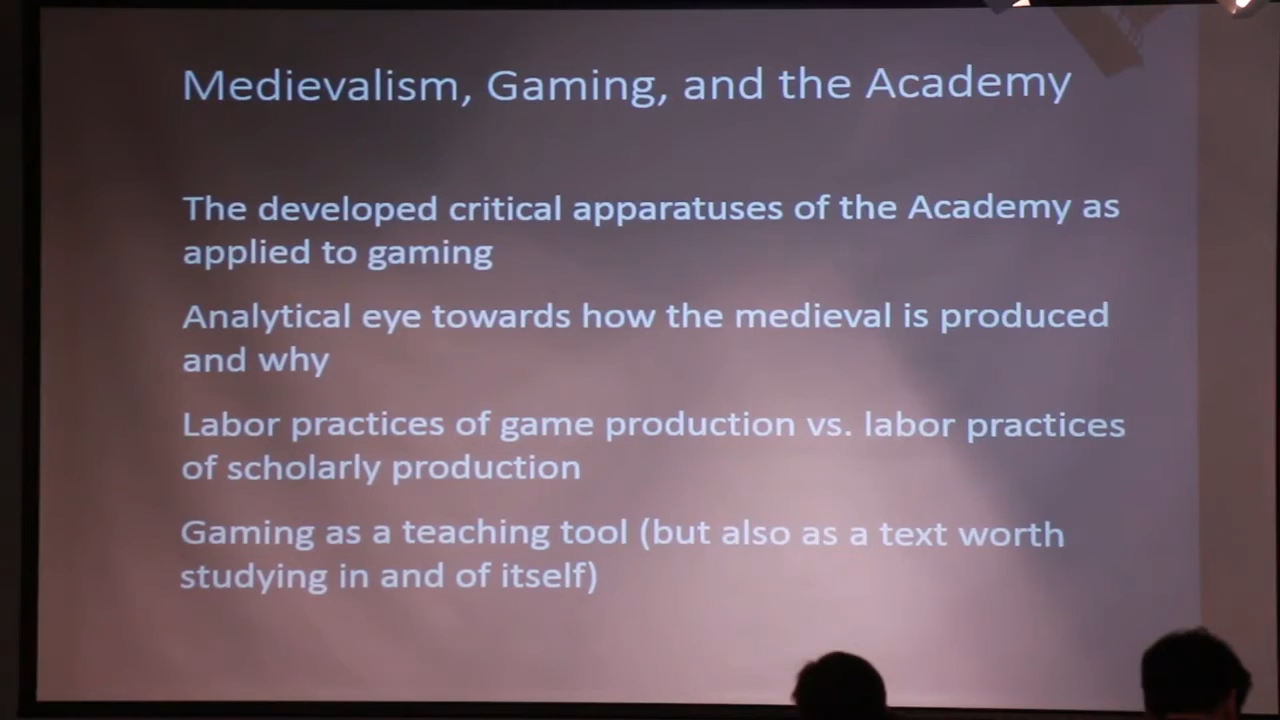 Medievalism, Gaming, and the Academy
The developed critical apparatuses of the Academy as
applied to gaming
Analytical eye towards how the medieval is produced
and why
Labor practices of game production vs. labor practices
of scholarly production
Gaming as a teaching tool (but also as a text worth
studying in and of itself)